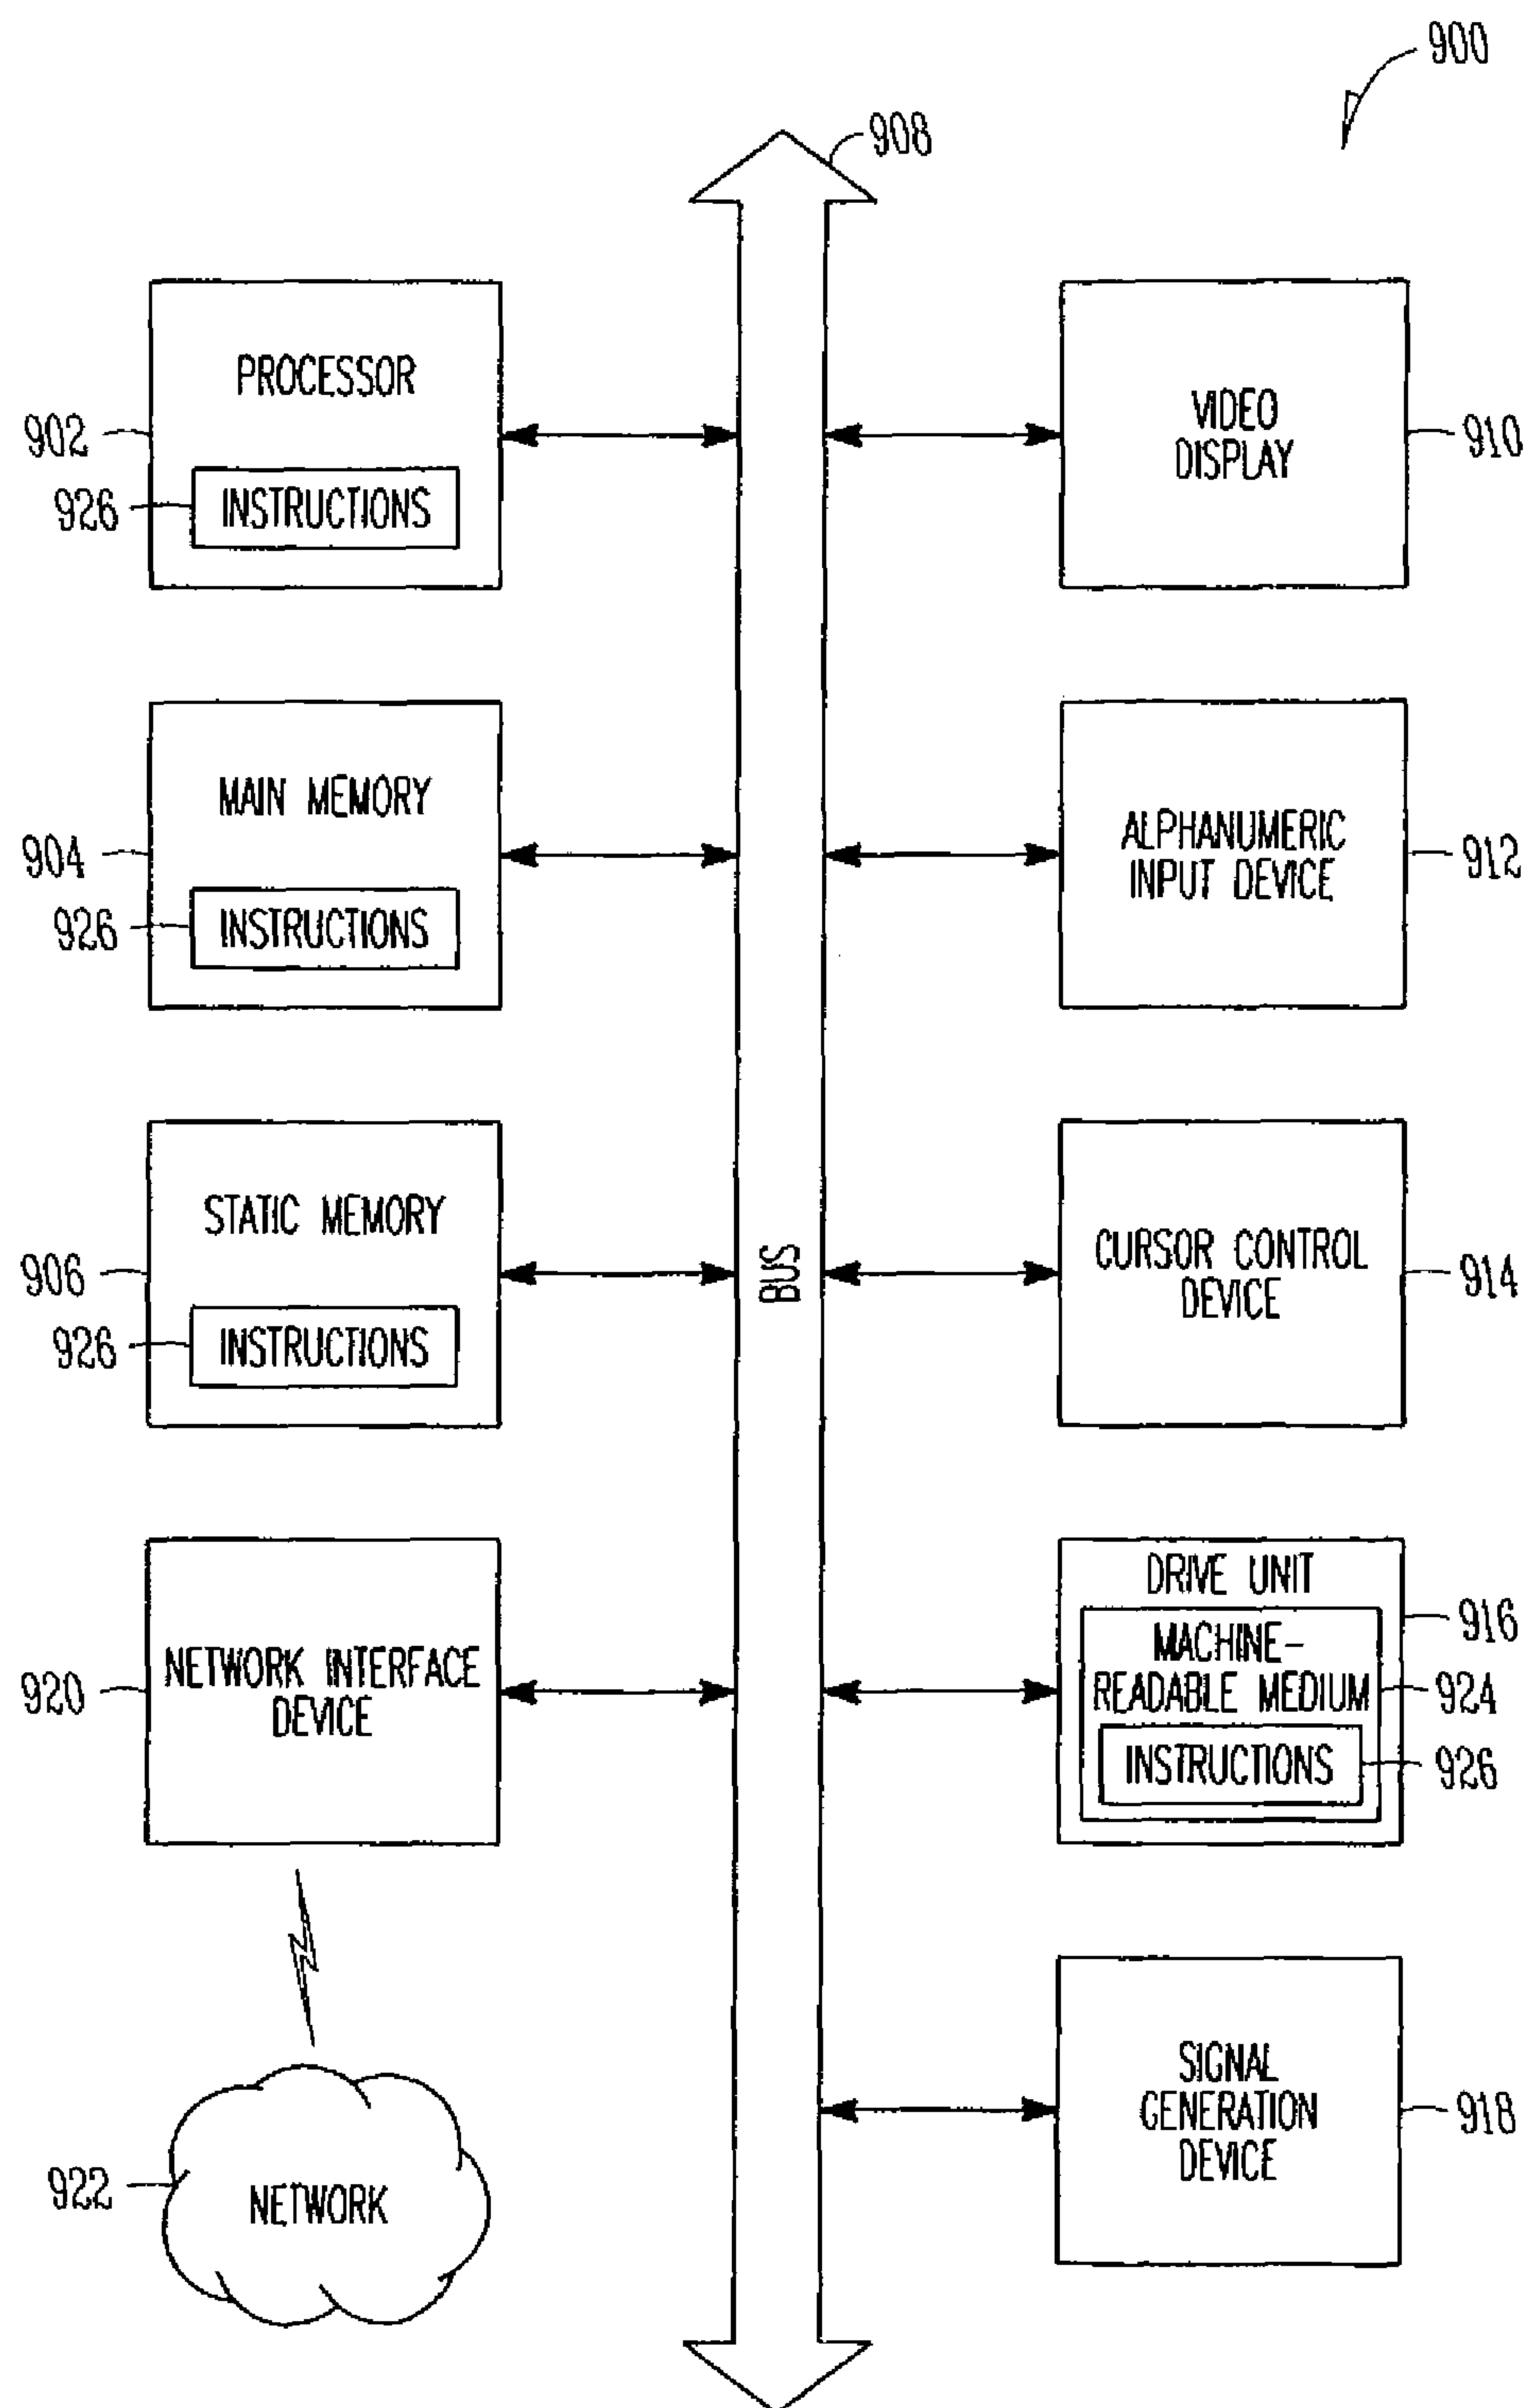 900
908
PROCESSOR
902
926
INSTRUCTIONS
VIDEO
DISPLAY
910
MAIN MEMORY
904
926
INSTRUCTIONS
ALPHANUMERIC
INPUT DEVICE
912
STATIC MEMORY
906
926
INSTRUCTIONS
BUS
CURSOR CONTROL
DEVICE
914
NETWORK INTERFACE
DEVICE
920
DRIVE UNIT
916
MACHINE-
READABLE MEDIUM
924
INSTRUCTIONS
926
922
NETWORK
SIGNAL
GENERATION
DEVICE
918